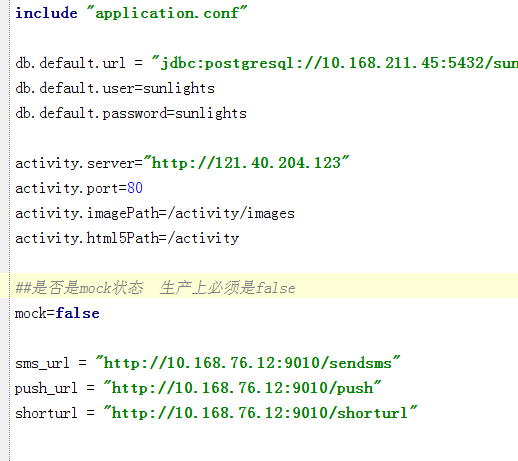 include "application.conf"
db.default.url = "jdbc:postgresql://10.168.211.45:5432/sun
db.default.user=sunlights
db.default.password=sunlights
activity.server="http://121.40.204.123"
activity.port=80
activity.imagePath=/activity/images
activity.html5Path=/activity
##是否是mock状态  生产上必须是false
mock=false
sms_url = "http://10.168.76.12:9010/sendsms"
push_url = "http://10.168.76.12:9010/push"
shorturl = "http://10.168.76.12:9010/shorturl"